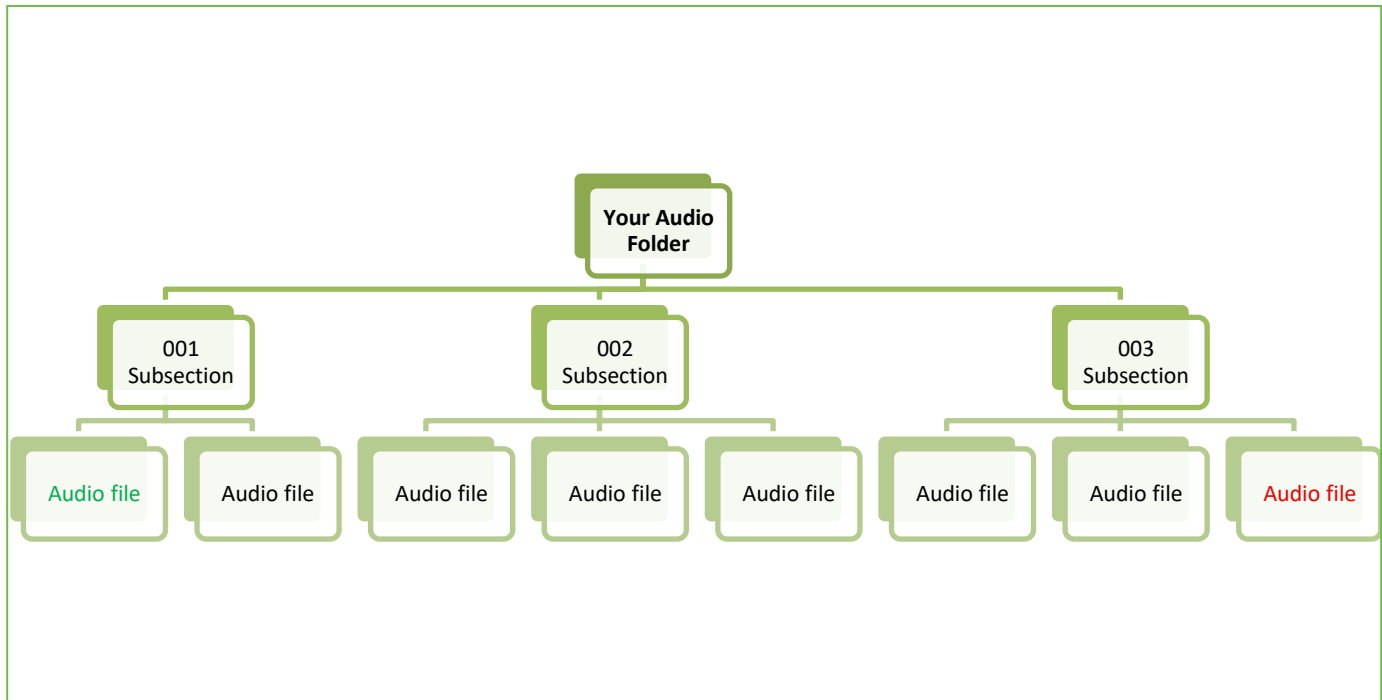 Your Audio
Folder
001
Subsection
002
Subsection
003
Subsection
Audio file
Audio file
Audio file
Audio file
Audio file
Audio file
Audio file
Audio file